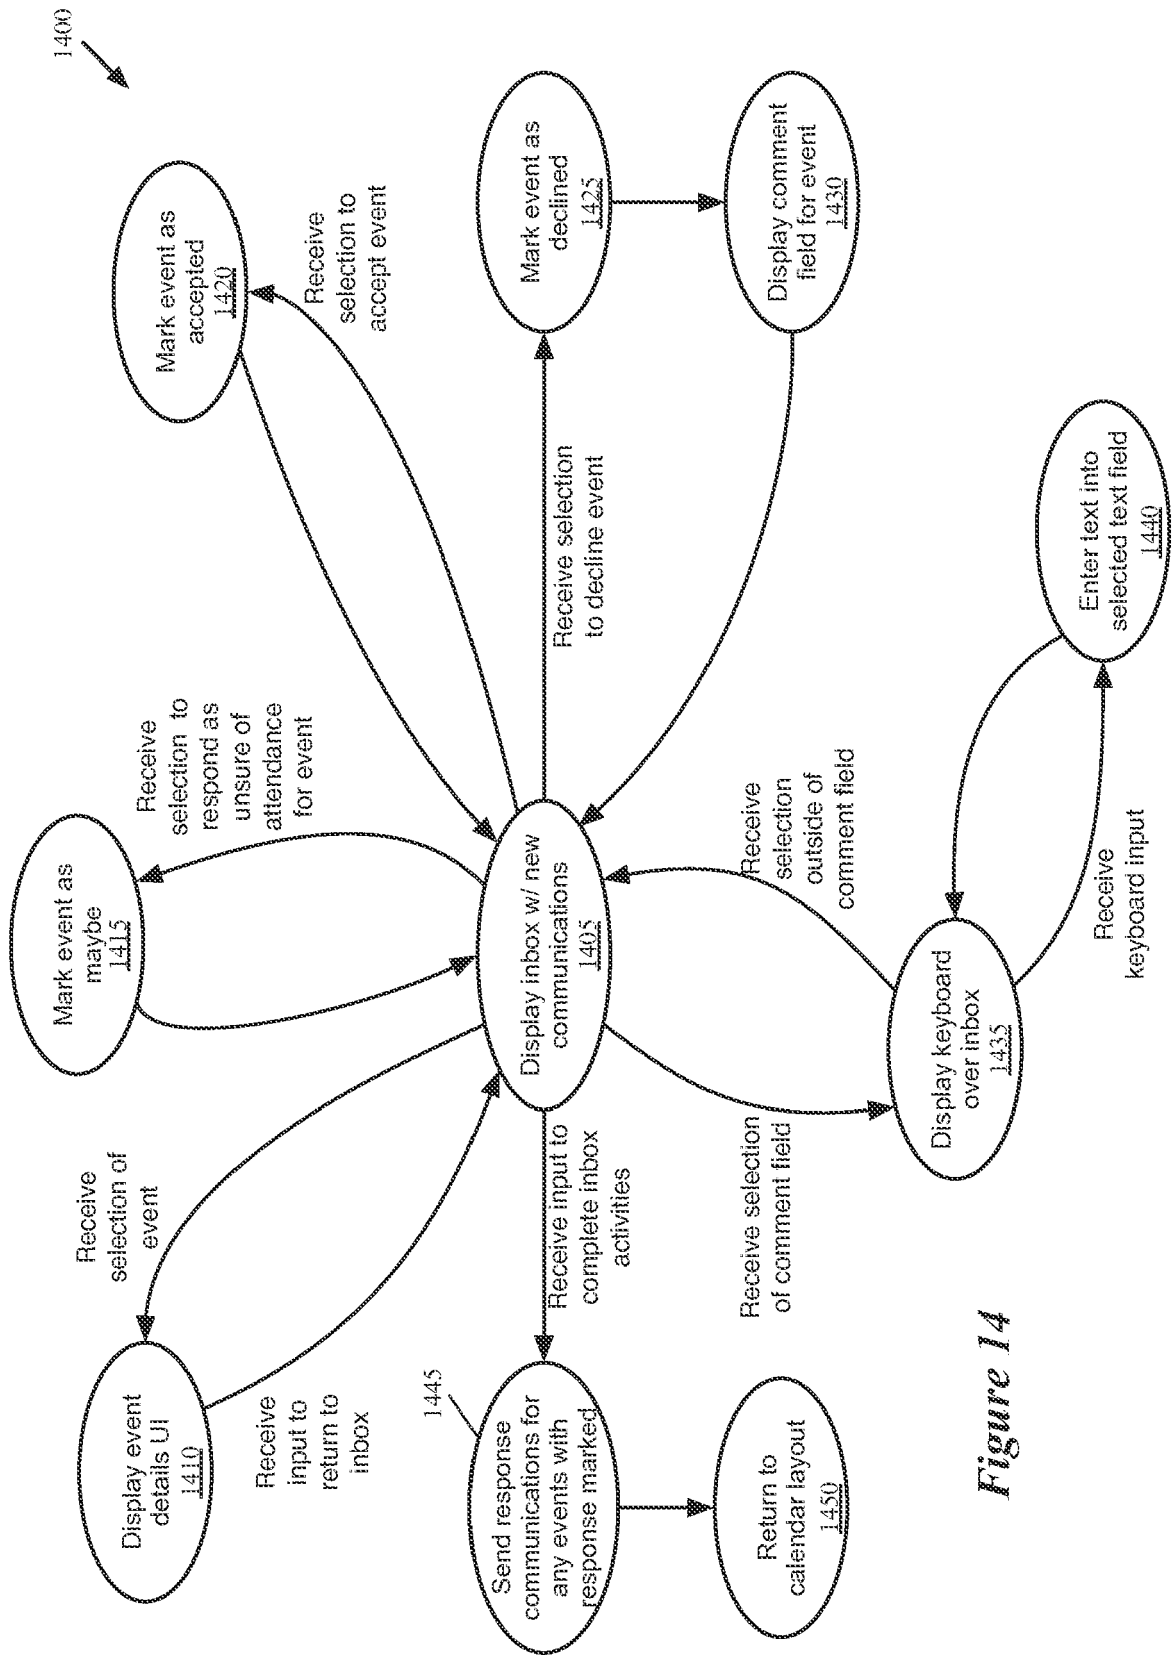 1400
Display event
details UI
1410
Receive
selection of
event
Receive
input to
return to
inbox
Mark event as
maybe
1415
Receive
selection to
respond as
unsure of
attendance
for event
Mark event as
accepted
1420
Receive
selection to
accept event
1445
Send response
communications for
any events with
response marked
Receive input to
complete inbox
activities
Display inbox w/ new
communications
1405
Receive selection
to decline event
Mark event as
declined
1425
Return to
calendar layout
1450
Receive selection
of comment field
Receive
selection
outside of
comment field
Display comment
field for event
1430
Display keyboard
over inbox
1435
Receive
keyboard input
Enter text into
selected text field
1440
Figure 14